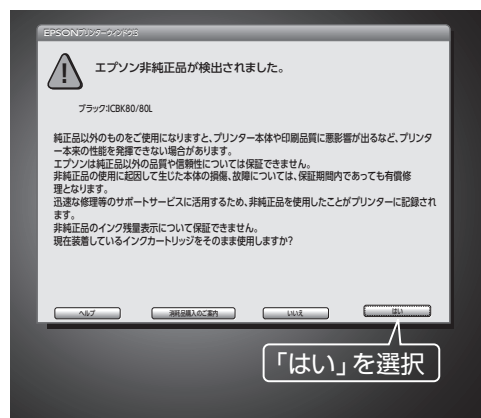 EPSONプリンターウィンドウ3
エプソン非純正品が検出されました。
ブラック:ICBK80/80L
純正品以外のものをご使用になりますと、プリンター本体や印刷品質に悪影響が出るなど、プリンタ
ー本来の性能を発揮できない場合があります。
エプソンは純正品以外の品質や信頼性については保証できません。
非純正品の使用に起因して生じた本体の損傷、故障については、保証期間内であっても有償修
理となります。
迅速な修理等のサポートサービスに活用するため、非純正品を使用したことがプリンターに記録され
ます。
非純正品のインク残量表示について保証できません。
現在装着しているインクカートリッジをそのまま使用しますか?
ヘルプ 消耗品購入のご案内 いいえ はい
「はい」を選択